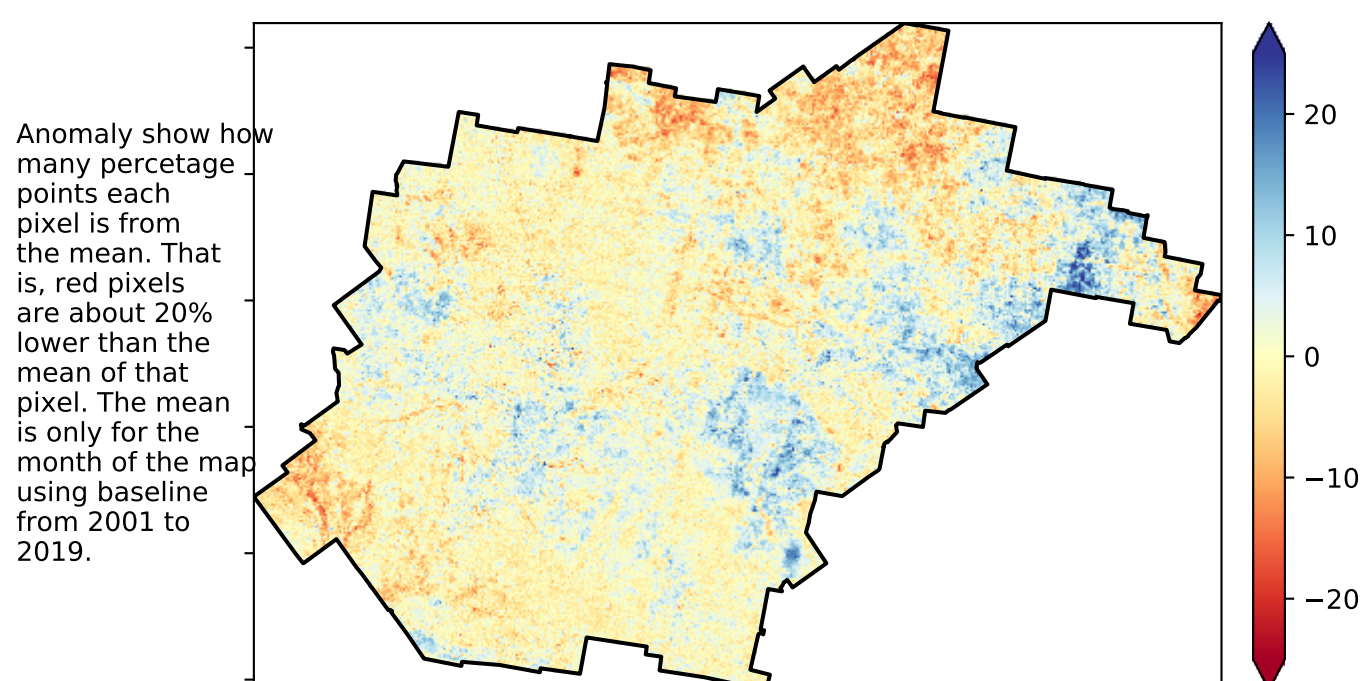 Anomaly show how
many percetage
points each
pixel is from
the mean. That
is, red pixels
are about 20%
lower than the
mean of that
pixel. The mean
is only for the
month of the map
using baseline
from 2001 to
2019.
20
10
0
−10
−20